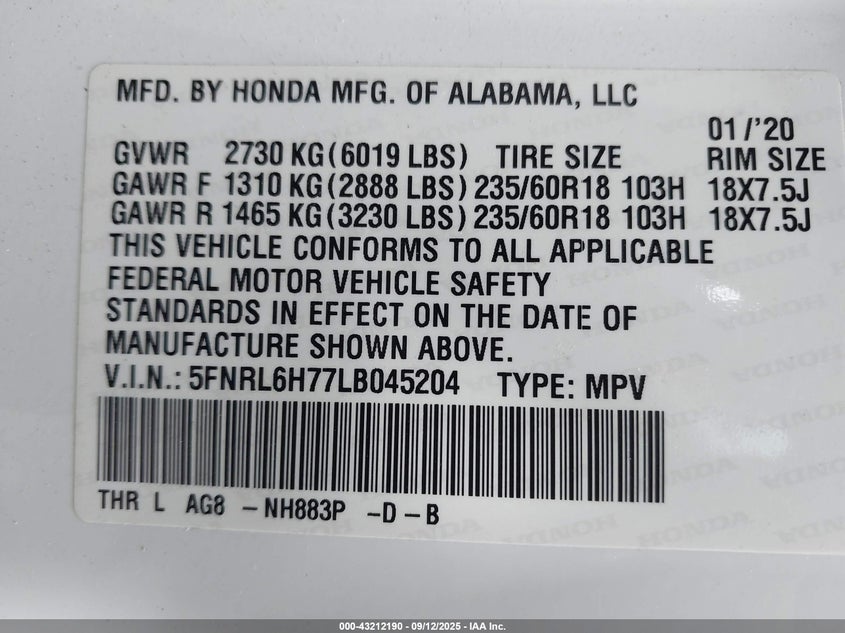 MFD. BY HONDA MFG. OF ALABAMA, LLC
01/'20
GVWR 2730 KG(6019 LBS) TIRE SIZE RIM SIZE
GAWR F 1310 KG(2888 LBS) 235/60R18 103H 18X7.5J
GAWR R 1465 KG(3230 LBS) 235/60R18 103H 18X7.5J
THIS VEHICLE CONFORMS TO ALL APPLICABLE
FEDERAL MOTOR VEHICLE SAFETY
STANDARDS IN EFFECT ON THE DATE OF
MANUFACTURE SHOWN ABOVE.
V.I.N.: 5FNRL6H77LB045204 TYPE: MPV
THR L AG8 -NH883P -D-B
000-43212190 - 09/12/2025 - IAA Inc.